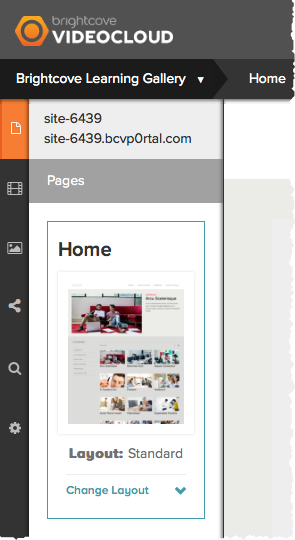 brightcove
VIDEOCLOUD
Brightcove Learning Gallery ▼ Home
site-6439
site-6439.bcvp0rtal.com
Pages
Home
Layout: Standard
Change Layout